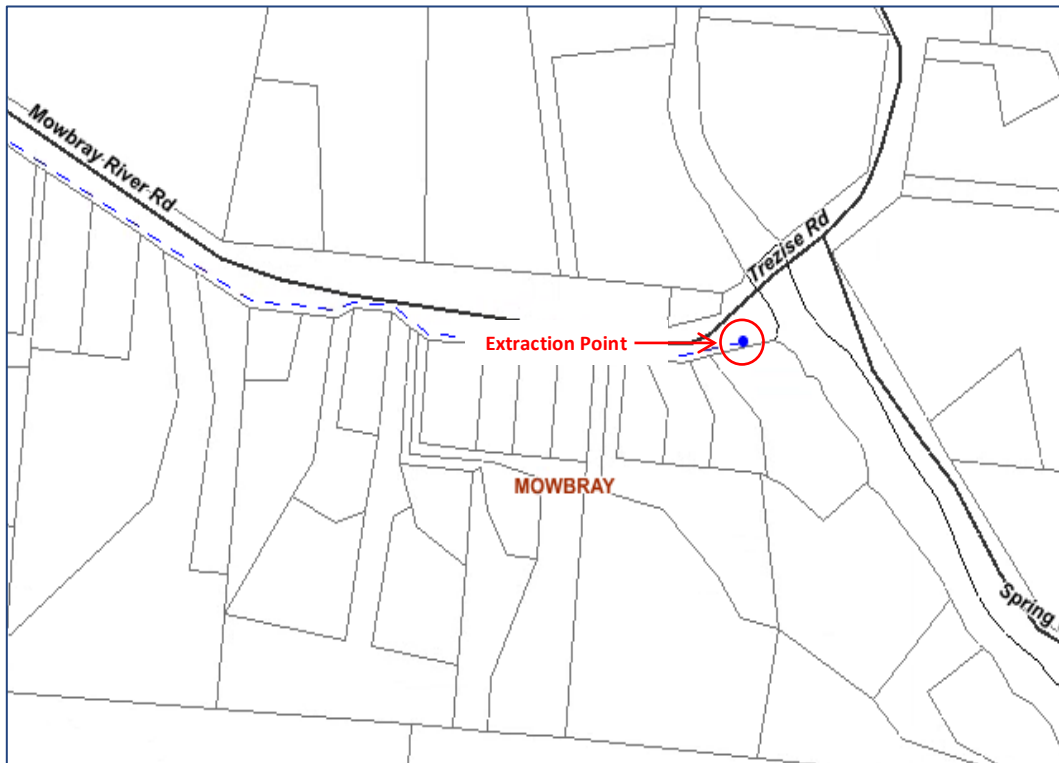 Mowbray River Rd
Trezise Rd
Extraction Point
MOWBRAY
Spring